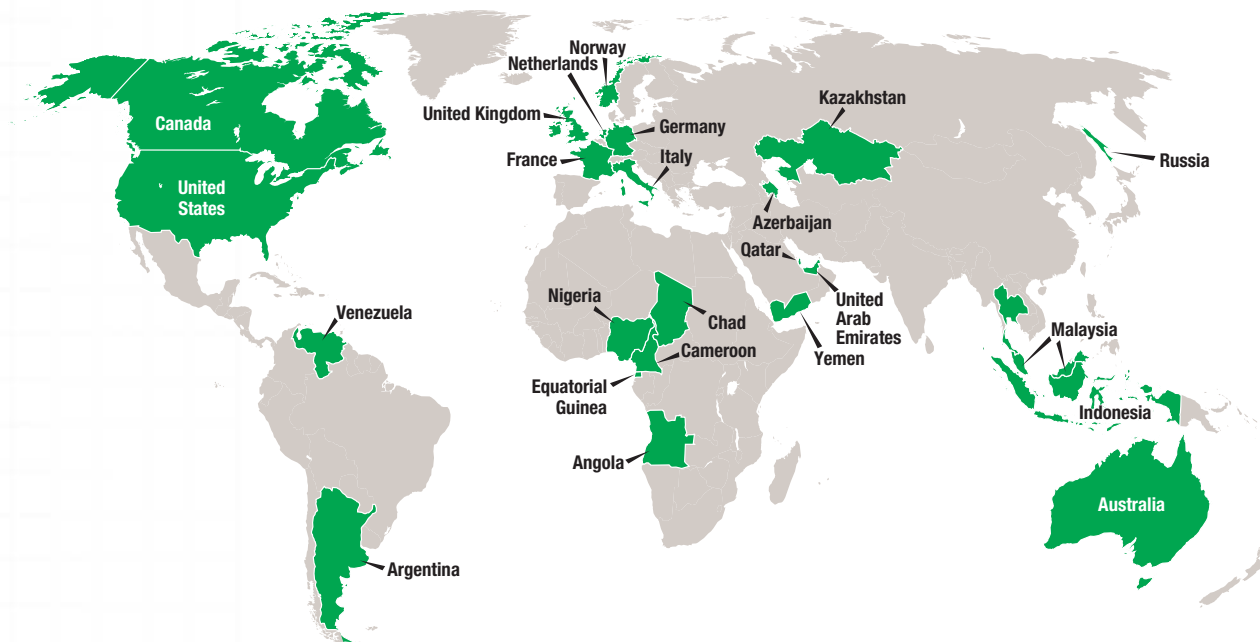 Norway
Netherlands
Kazakhstan
United Kingdom
Canada
Germany
France
Italy
Russia
United
States
Azerbaijan
Qatar
Nigeria
United
Arab
Emirates
Venezuela
Chad
Malaysia
Cameroon
Yemen
Equatorial
Guinea
Indonesia
Angola
Australia
Argentina